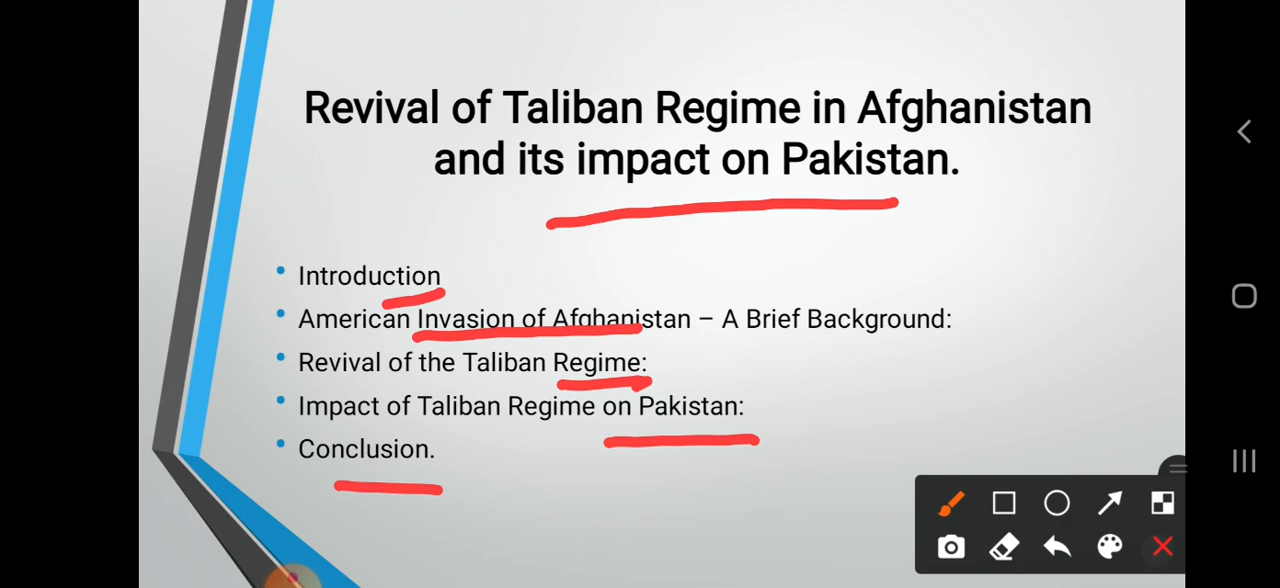 Revival of Taliban Regime in Afghanistan
and its impact on Pakistan.
Introduction
American Invasion of Afghanistan – A Brief Background:
Revival of the Taliban Regime:
Impact of Taliban Regime on Pakistan:
Conclusion.